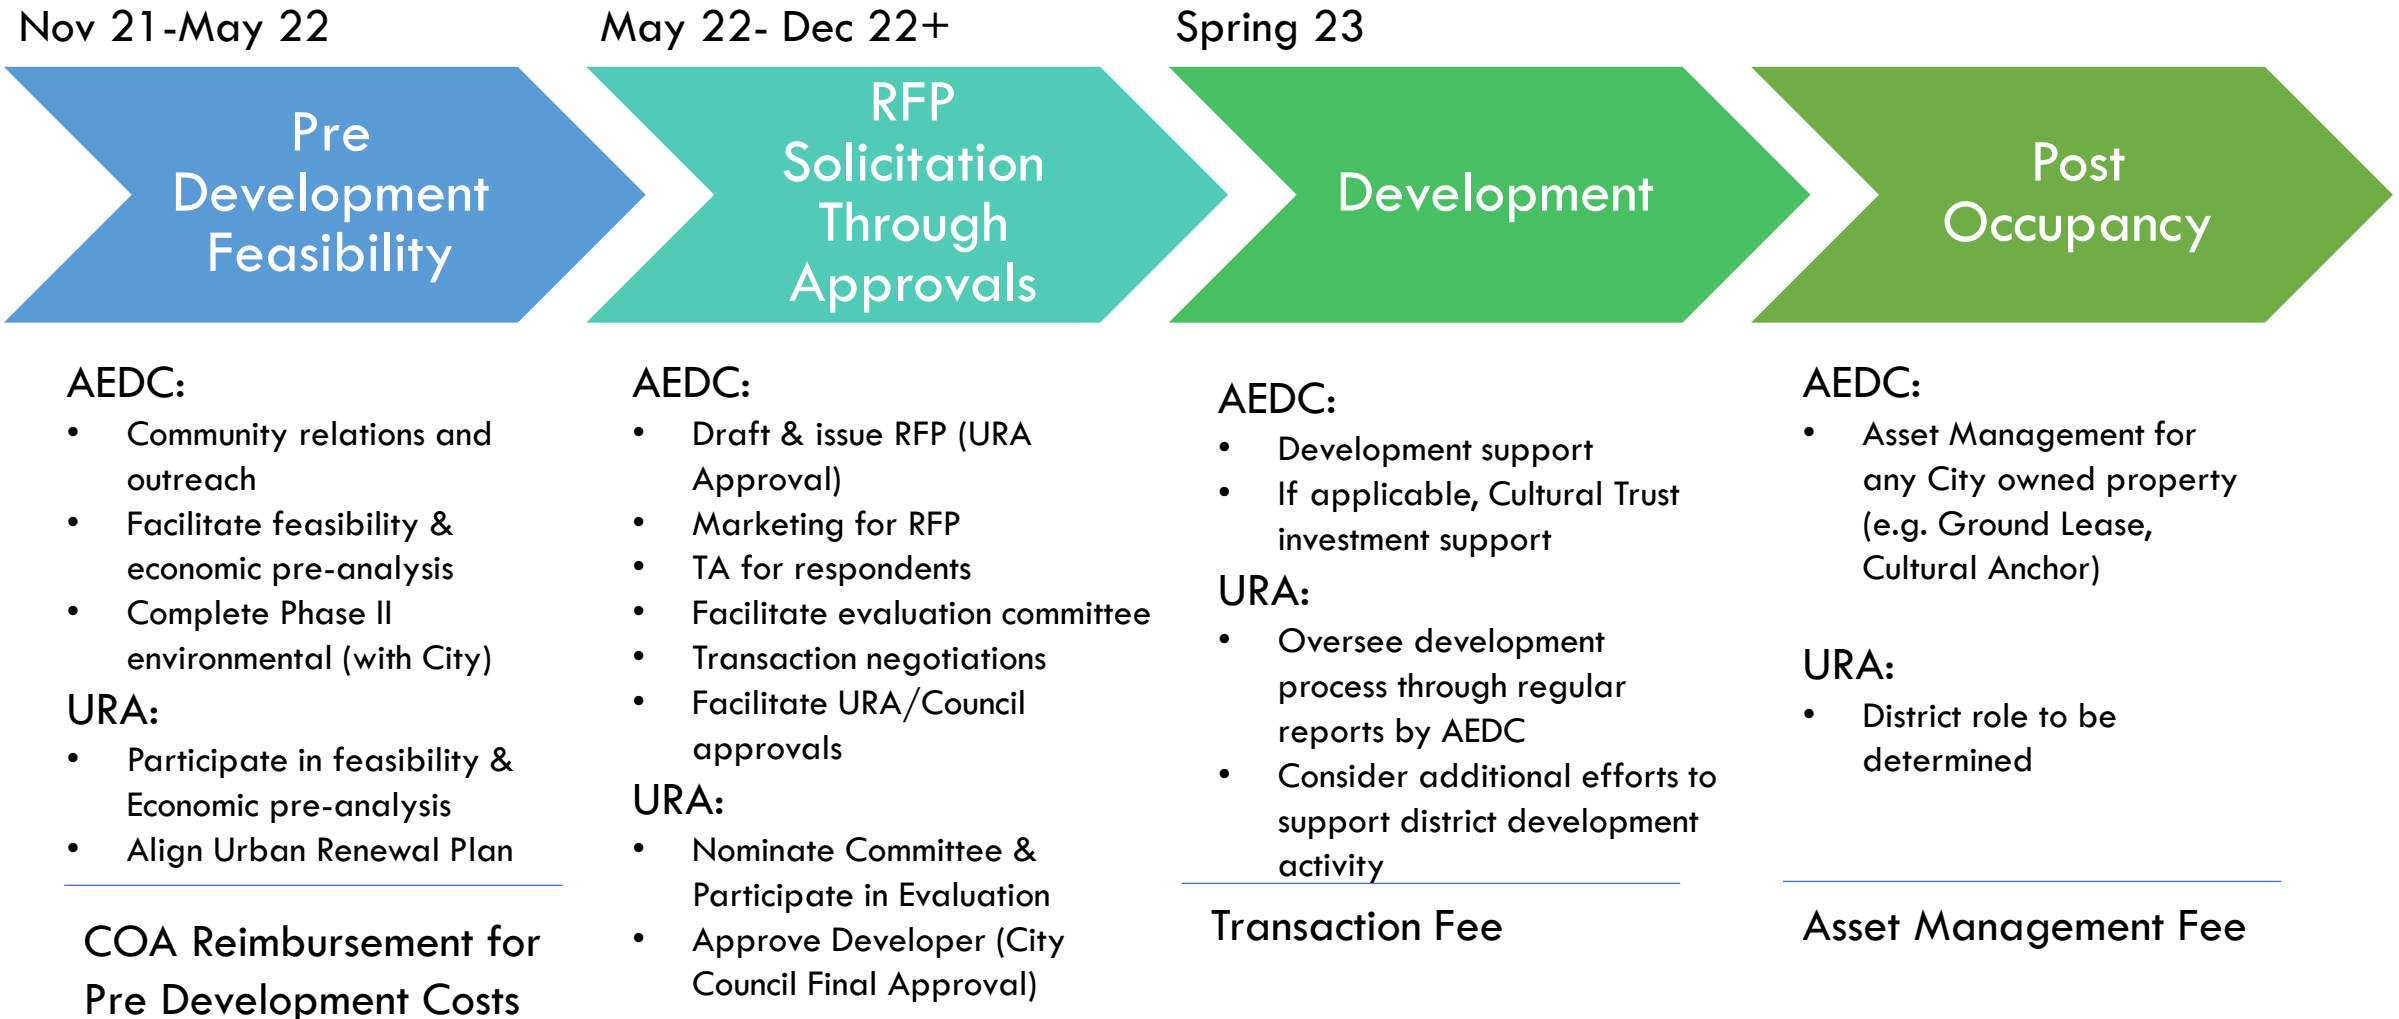 Nov 21-May 22
May 22- Dec 22+
Spring 23
Pre
Development
Feasibility
RFP
Solicitation
Through
Approvals
Development
Post
Occupancy
AEDC:
• Community relations and
outreach
• Facilitate feasibility &
economic pre-analysis
• Complete Phase II
environmental (with City)
URA:
• Participate in feasibility &
Economic pre-analysis
• Align Urban Renewal Plan
COA Reimbursement for
Pre Development Costs
AEDC:
• Draft & issue RFP (URA
Approval)
• Marketing for RFP
• TA for respondents
• Facilitate evaluation committee
• Transaction negotiations
• Facilitate URA/Council
approvals
URA:
• Nominate Committee &
Participate in Evaluation
• Approve Developer (City
Council Final Approval)
AEDC:
• Development support
• If applicable, Cultural Trust
investment support
URA:
• Oversee development
process through regular
reports by AEDC
• Consider additional efforts to
support district development
activity
Transaction Fee
AEDC:
• Asset Management for
any City owned property
(e.g. Ground Lease,
Cultural Anchor)
URA:
• District role to be
determined
Asset Management Fee